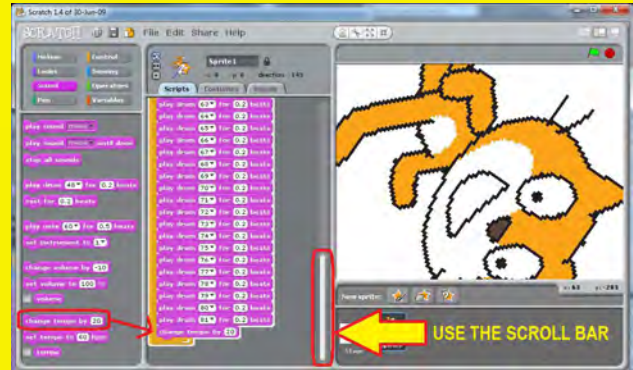 Scratch 1.4 of 30-Jun-09
SCRATCH File Edit Share Help
Motion Control
Looks Sensing
Sound Operators
Pen Variables
Sprite1
Scripts Costumes Sounds
play sound
play sound until done
stop all sounds
play drum 48 for 0.2 beats
rest for 0.2 beats
play note 60 for 0.5 beats
set instrument to 1
change volume by -10
set volume to 100 %
volume
change tempo by 20
set tempo to 60 bpm
tempo
play drum 63 for 0.2 beats
play drum 64 for 0.2 beats
play drum 65 for 0.2 beats
play drum 66 for 0.2 beats
play drum 67 for 0.2 beats
play drum 68 for 0.2 beats
play drum 69 for 0.2 beats
play drum 70 for 0.2 beats
play drum 71 for 0.2 beats
play drum 72 for 0.2 beats
play drum 73 for 0.2 beats
play drum 74 for 0.2 beats
play drum 75 for 0.2 beats
play drum 76 for 0.2 beats
play drum 77 for 0.2 beats
play drum 78 for 0.2 beats
play drum 79 for 0.2 beats
play drum 80 for 0.2 beats
play drum 81 for 0.2 beats
change tempo by 20
New sprite:
USE THE SCROLL BAR